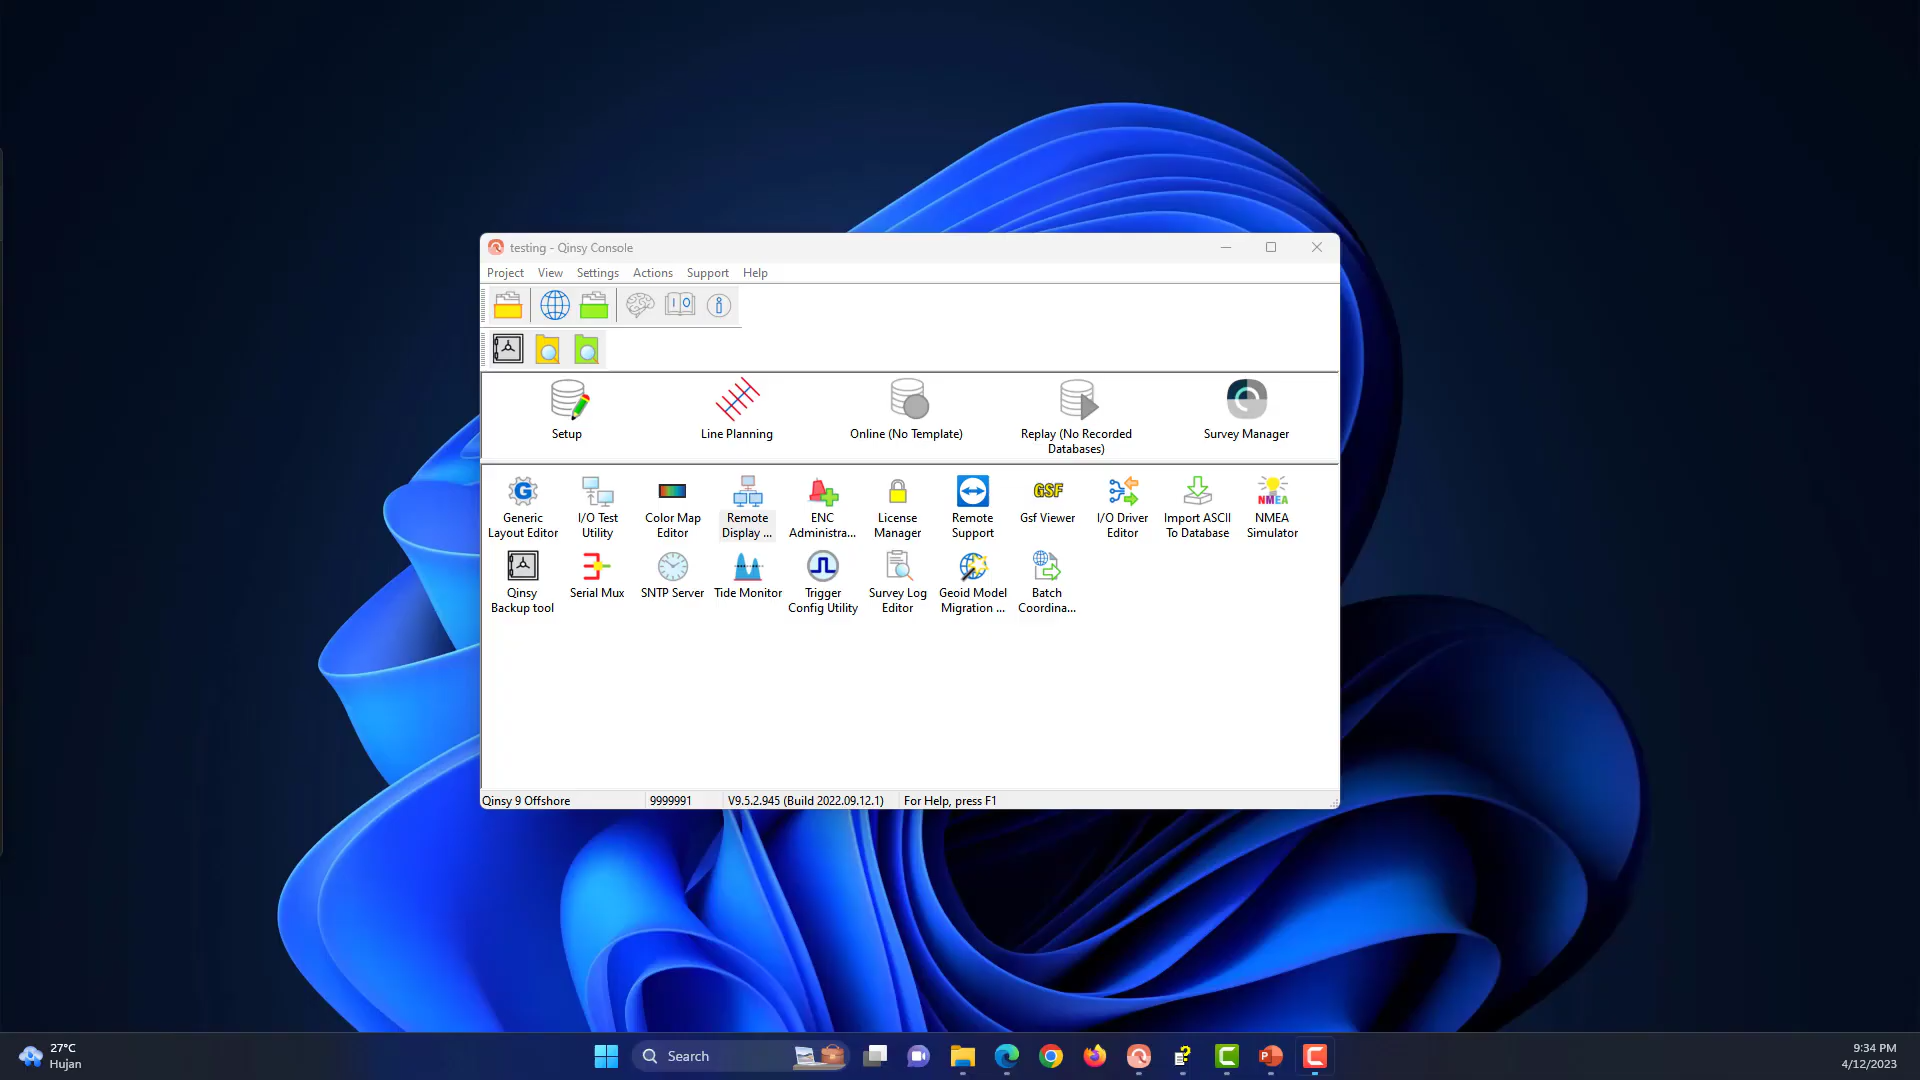 testing - Qinsy Console
Project View Settings Actions Support Help
Setup
Line Planning
Online (No Template)
Replay (No Recorded
Databases)
Survey Manager
Generic
Layout Editor
I/O Test
Utility
Color Map
Editor
Remote
Display ...
ENC
Administra...
License
Manager
Remote
Support
GSF
Gsf Viewer
I/O Driver
Editor
Import ASCII
To Database
NMEA
NMEA
Simulator
Qinsy
Backup tool
Serial Mux
SNTP Server
Tide Monitor
Trigger
Config Utility
Survey Log
Editor
Geoid Model
Migration ...
Batch
Coordina...
Qinsy 9 Offshore 9999991 V9.5.2.945 (Build 2022.09.12.1) For Help, press F1
27°C
Hujan
Search
9:34 PM
4/12/2023